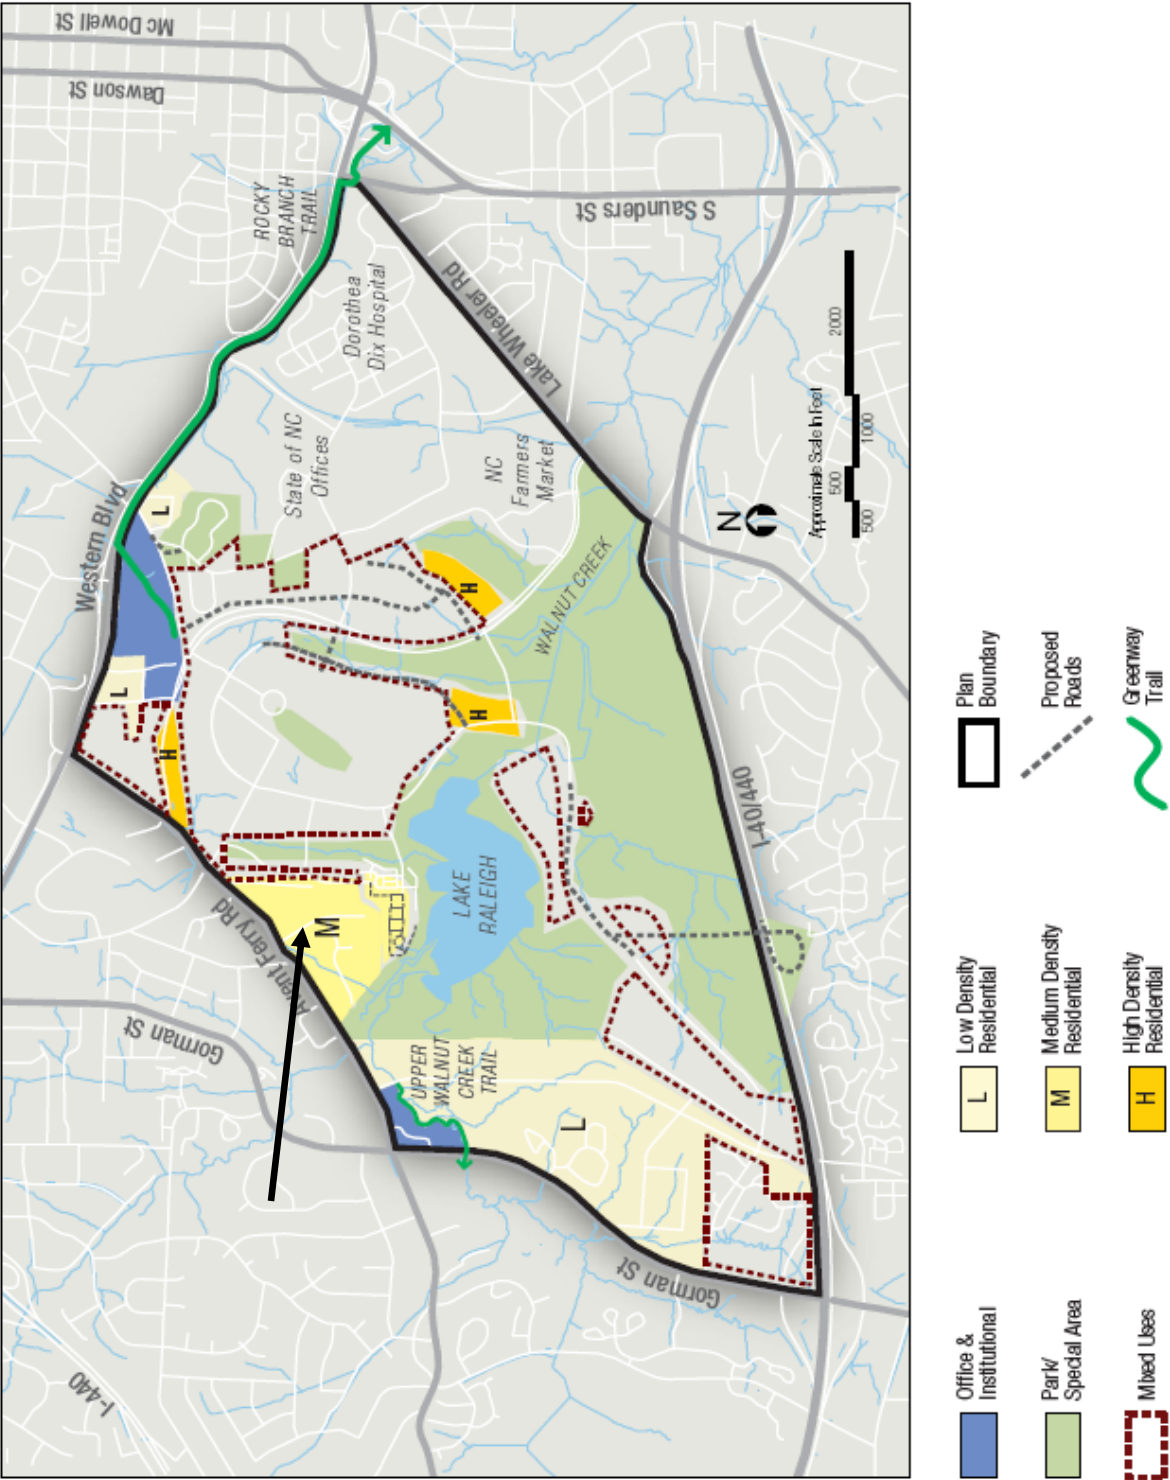 Mc Dowell St
Dawson St
ROCKY
BRANCH
TRAIL
S Saunders St
Dorothea
Dix Hospital
Lake Wheeler Rd
State of NC
Offices
NC
Farmers
Market
Western Blvd
L
L
H
H
H
WALNUT CREEK
LAKE
RALEIGH
M
Avent Ferry Rd
Gorman St
UPPER
WALNUT
CREEK
TRAIL
L
I-40/440
Gorman St
I-440
N
Approximate Scale In Feet
500
500
1000
2000
Office &
Institutional
Park/
Special Area
Mixed Uses
L
Low Density
Residential
M
Medium Density
Residential
H
High Density
Residential
Plan
Boundary
Proposed
Roads
Greenway
Trail